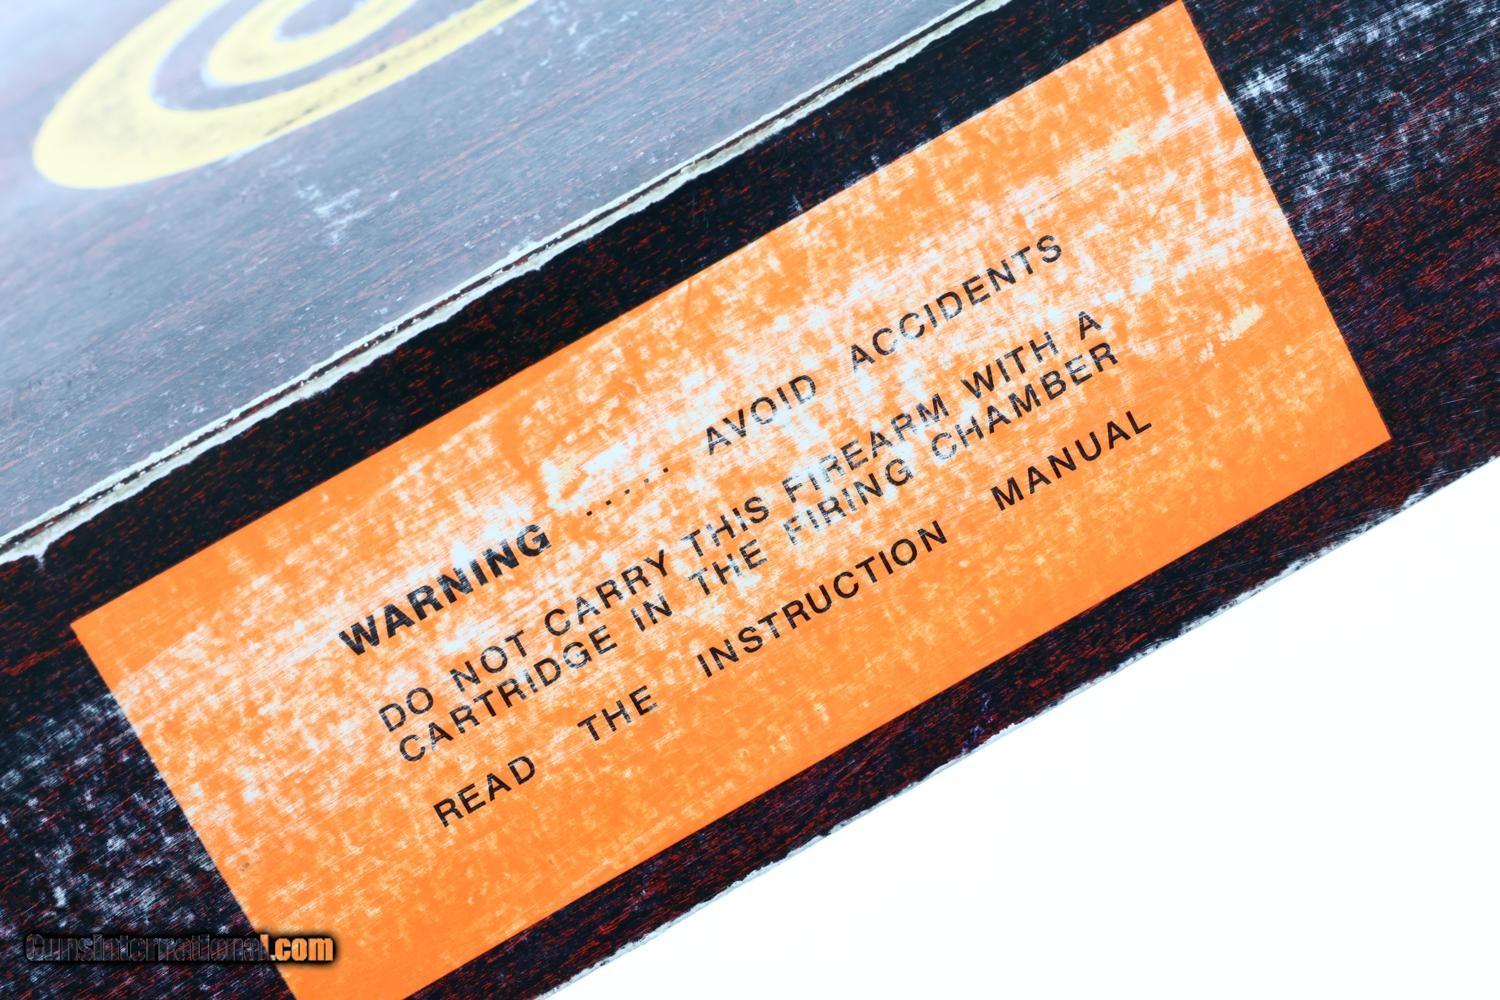 WARNING ..... AVOID ACCIDENTS
DO NOT CARRY THIS FIREARM WITH A
CARTRIDGE IN THE FIRING CHAMBER
READ THE INSTRUCTION MANUAL
GunsInternational.com